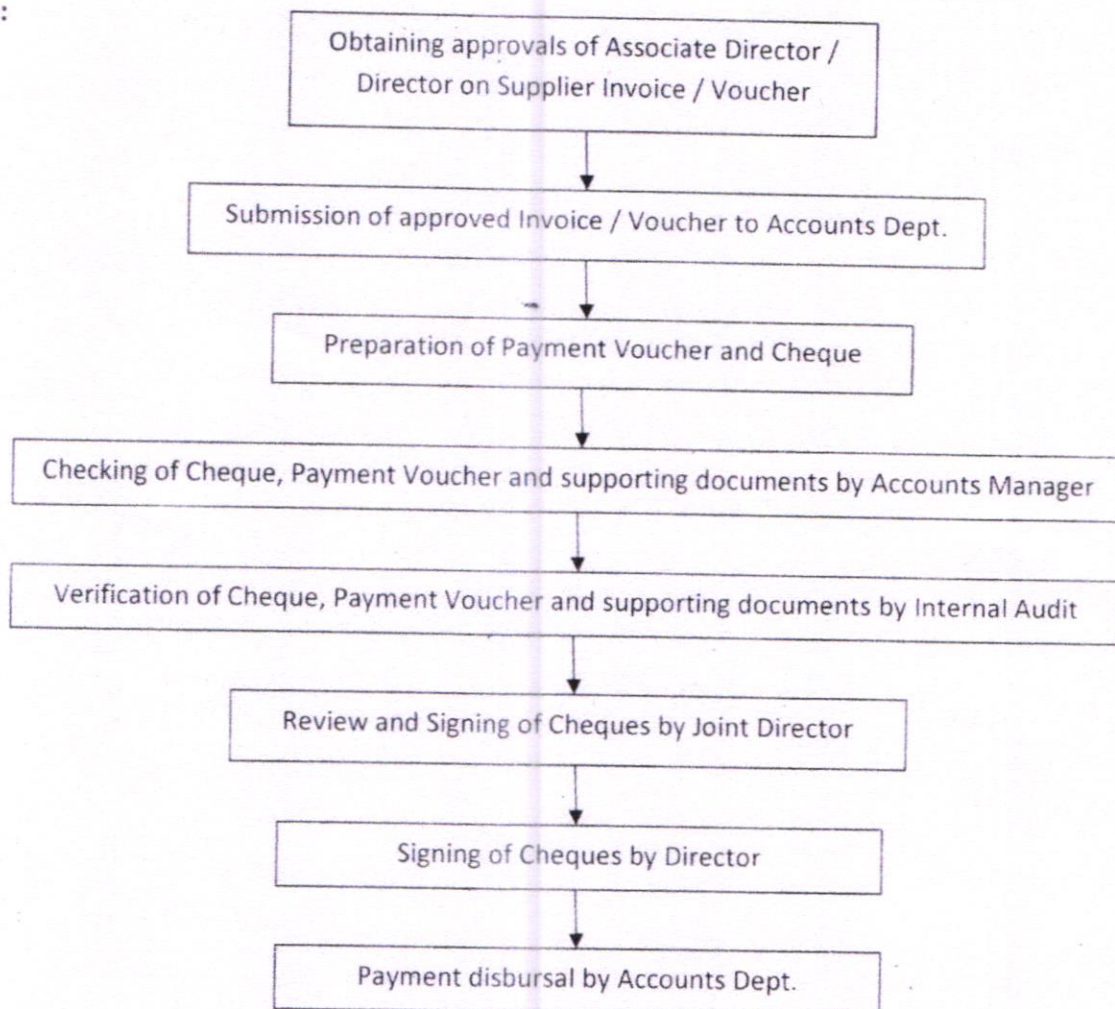 :
Obtaining approvals of Associate Director /
Director on Supplier Invoice / Voucher
Submission of approved Invoice / Voucher to Accounts Dept.
Preparation of Payment Voucher and Cheque
Checking of Cheque, Payment Voucher and supporting documents by Accounts Manager
Verification of Cheque, Payment Voucher and supporting documents by Internal Audit
Review and Signing of Cheques by Joint Director
Signing of Cheques by Director
Payment disbursal by Accounts Dept.